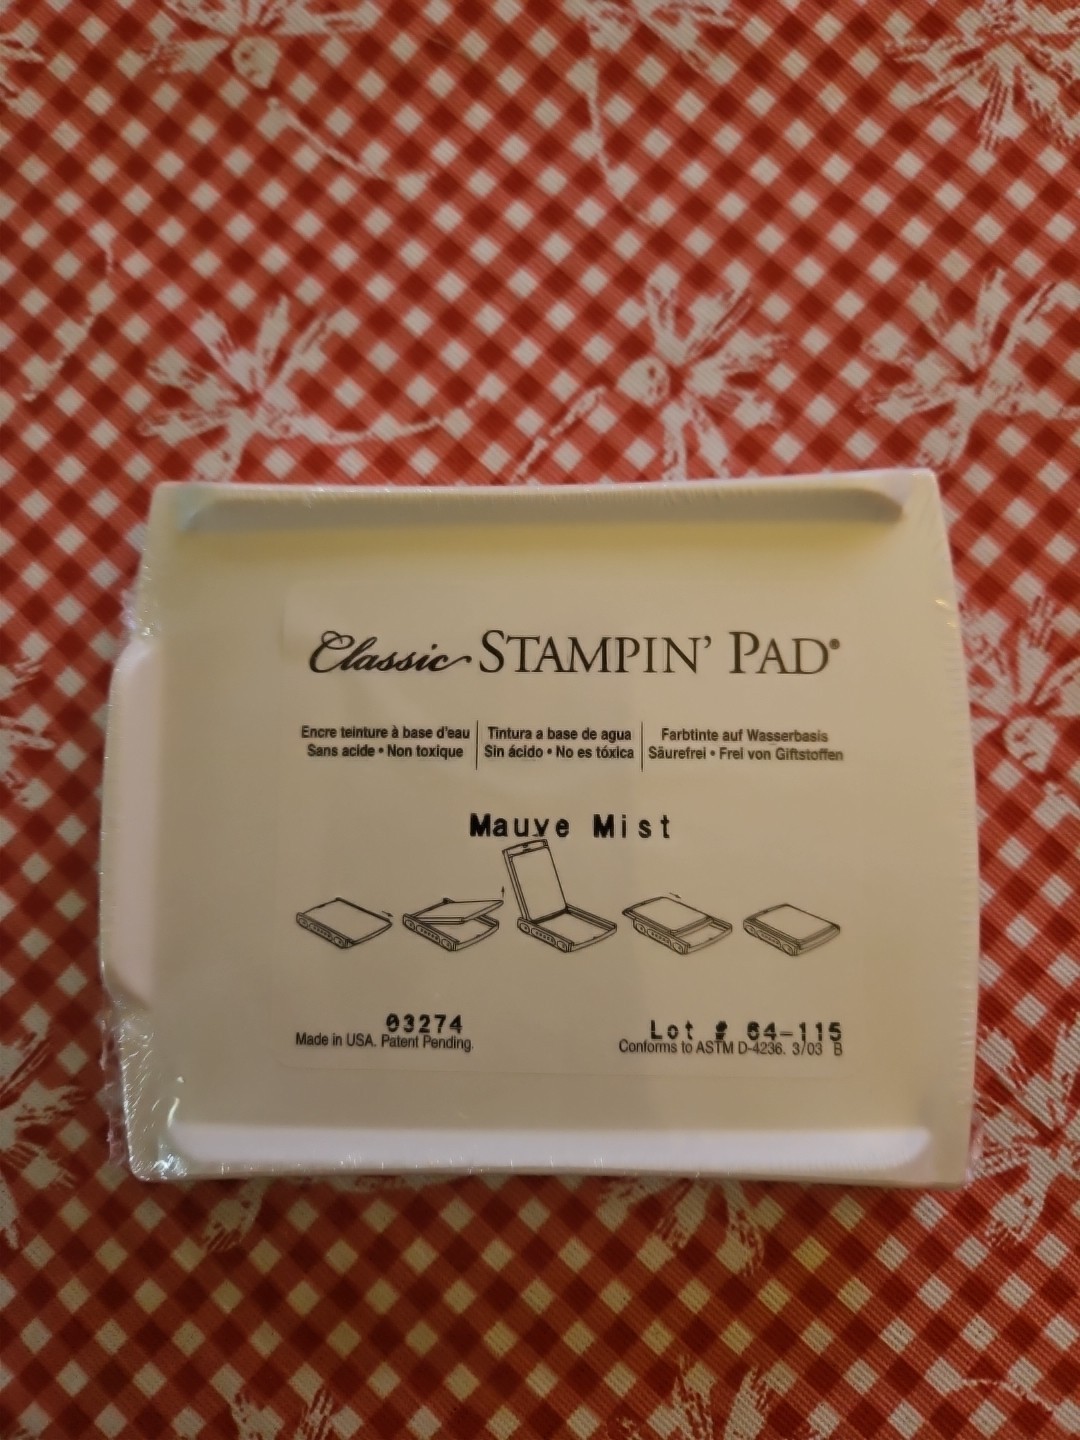 Classic STAMPIN' PAD®
Encre teinture à base d'eau
Sans acide • Non toxique
Tintura a base de agua
Sin ácido • No es tóxica
Farbtinte auf Wasserbasis
Säurefrei • Frei von Giftstoffen
Mauve Mist
03274
Made in USA. Patent Pending.
Lot # 64-115
Conforms to ASTM D-4236. 3/03 B